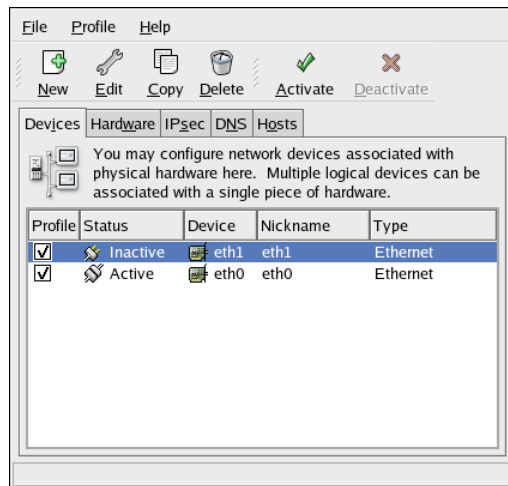 File Profile Help
New Edit Copy Delete Activate Deactivate
Devices Hardware IPsec DNS Hosts
You may configure network devices associated with
physical hardware here. Multiple logical devices can be
associated with a single piece of hardware.
Profile Status Device Nickname Type
Inactive eth1 eth1 Ethernet
Active eth0 eth0 Ethernet